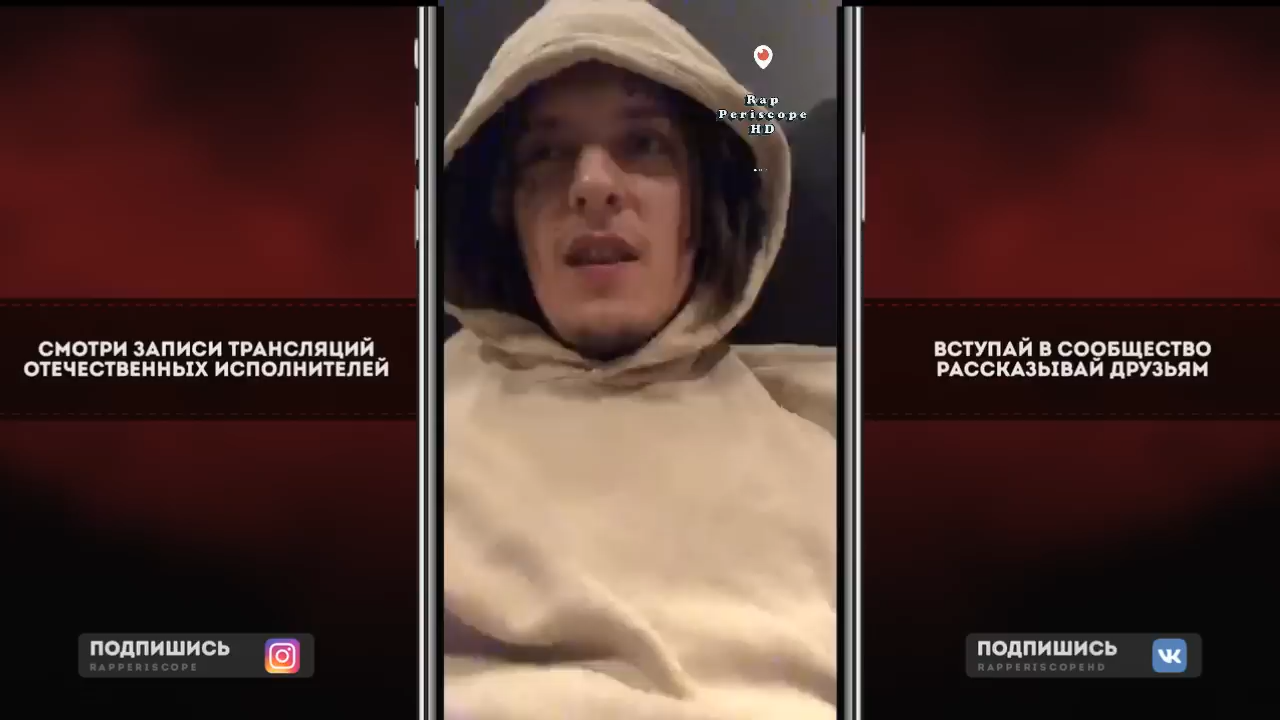 Rap
Periscope
HD
СМОТРИ ЗАПИСИ ТРАНСЛЯЦИЙ
ОТЕЧЕСТВЕННЫХ ИСПОЛНИТЕЛЕЙ
ВСТУПАЙ В СООБЩЕСТВО
РАССКАЗЫВАЙ ДРУЗЬЯМ
ПОДПИШИСЬ
RAPPERISCOPE
ПОДПИШИСЬ
RAPPERISCOPEHD